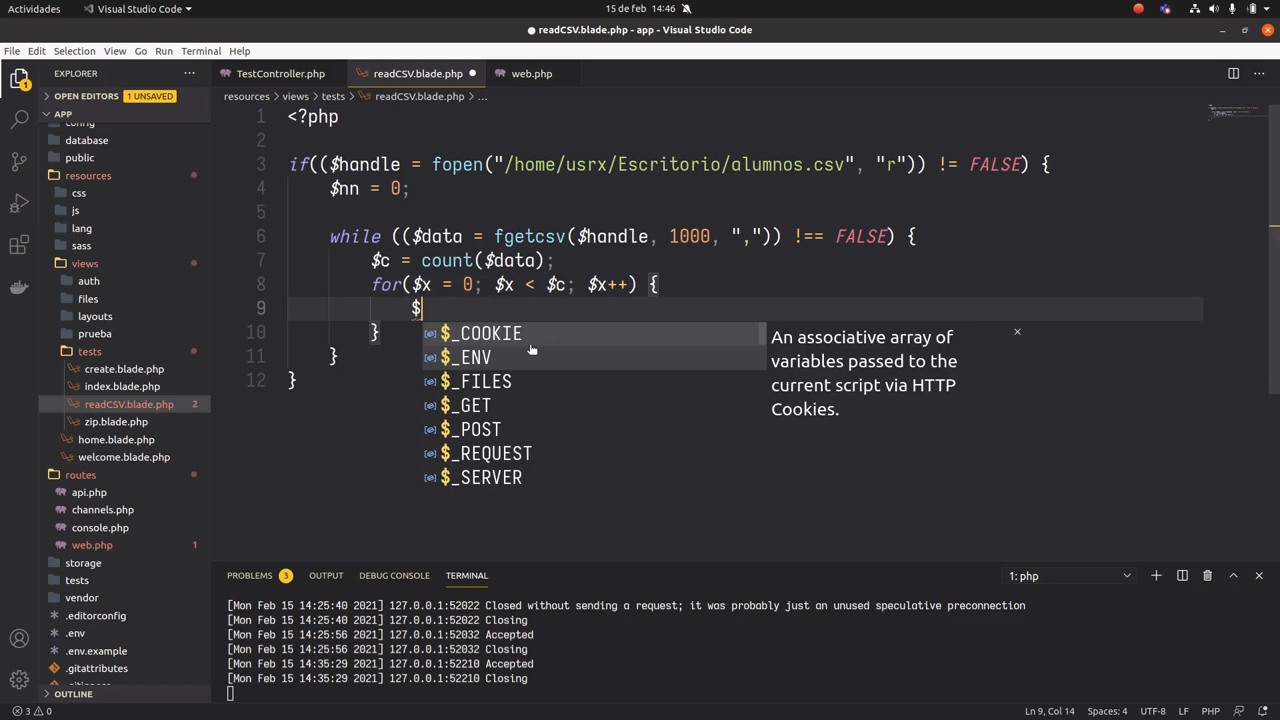 Actividades Visual Studio Code 15 de feb 14:46
● readCSV.blade.php - app - Visual Studio Code
File Edit Selection View Go Run Terminal Help
EXPLORER ··· TestController.php readCSV.blade.php ● web.php
OPEN EDITORS 1 UNSAVED
resources > views > tests > readCSV.blade.php > ...
APP
config
database
public
resources
css
js
lang
sass
views
auth
files
layouts
prueba
tests
create.blade.php
index.blade.php
readCSV.blade.php 2
zip.blade.php
home.blade.php
welcome.blade.php
routes
api.php
channels.php
console.php
web.php 1
storage
tests
vendor
.editorconfig
.env
.env.example
.gitattributes
.gitignore
OUTLINE
1 <?php
2
3 if(($handle = fopen("/home/usrx/Escritorio/alumnos.csv", "r")) != FALSE) {
4 $nn = 0;
5
6 while (($data = fgetcsv($handle, 1000, ",")) !== FALSE) {
7 $c = count($data);
8 for($x = 0; $x < $c; $x++) {
9 $
10 }
11 }
12 }
$_COOKIE
$_ENV
$_FILES
$_GET
$_POST
$_REQUEST
$_SERVER
An associative array of
variables passed to the
current script via HTTP
Cookies.
PROBLEMS 3 OUTPUT DEBUG CONSOLE TERMINAL 1: php
[Mon Feb 15 14:25:40 2021] 127.0.0.1:52022 Closed without sending a request; it was probably just an unused speculative preconnection
[Mon Feb 15 14:25:40 2021] 127.0.0.1:52022 Closing
[Mon Feb 15 14:25:56 2021] 127.0.0.1:52032 Accepted
[Mon Feb 15 14:25:56 2021] 127.0.0.1:52032 Closing
[Mon Feb 15 14:35:29 2021] 127.0.0.1:52210 Accepted
[Mon Feb 15 14:35:29 2021] 127.0.0.1:52210 Closing
3 0 Ln 9, Col 14 Spaces: 4 UTF-8 LF PHP